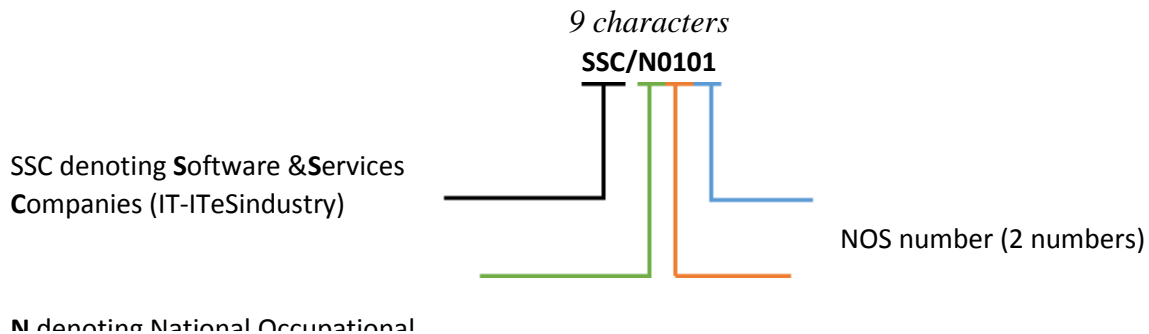 9 characters
SSC/N0101
SSC denoting Software &Services
Companies (IT-ITeSindustry)
NOS number (2 numbers)
N denoting National Occupational